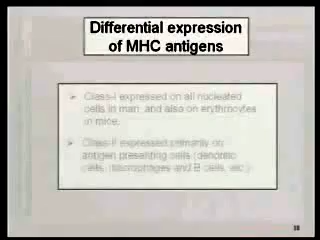 Differential expression
of MHC antigens
Class-I expressed on all nucleated
cells in man, and also on erythrocytes
in mice.
Class-II expressed primarily on
antigen presenting cells (dendritic
cells, macrophages and B cells, etc.)
38